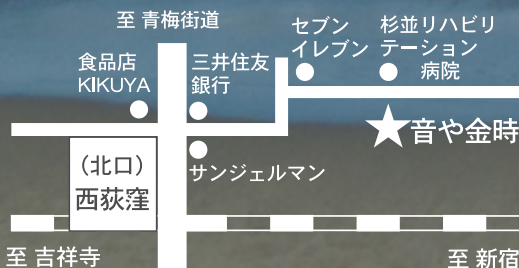 至 青梅街道
セブン
イレブン
杉並リハビリ
テーション
病院
食品店
KIKUYA
三井住友
銀行
音や金時
サンジェルマン
（北口）
西荻窪
至 吉祥寺
至 新宿